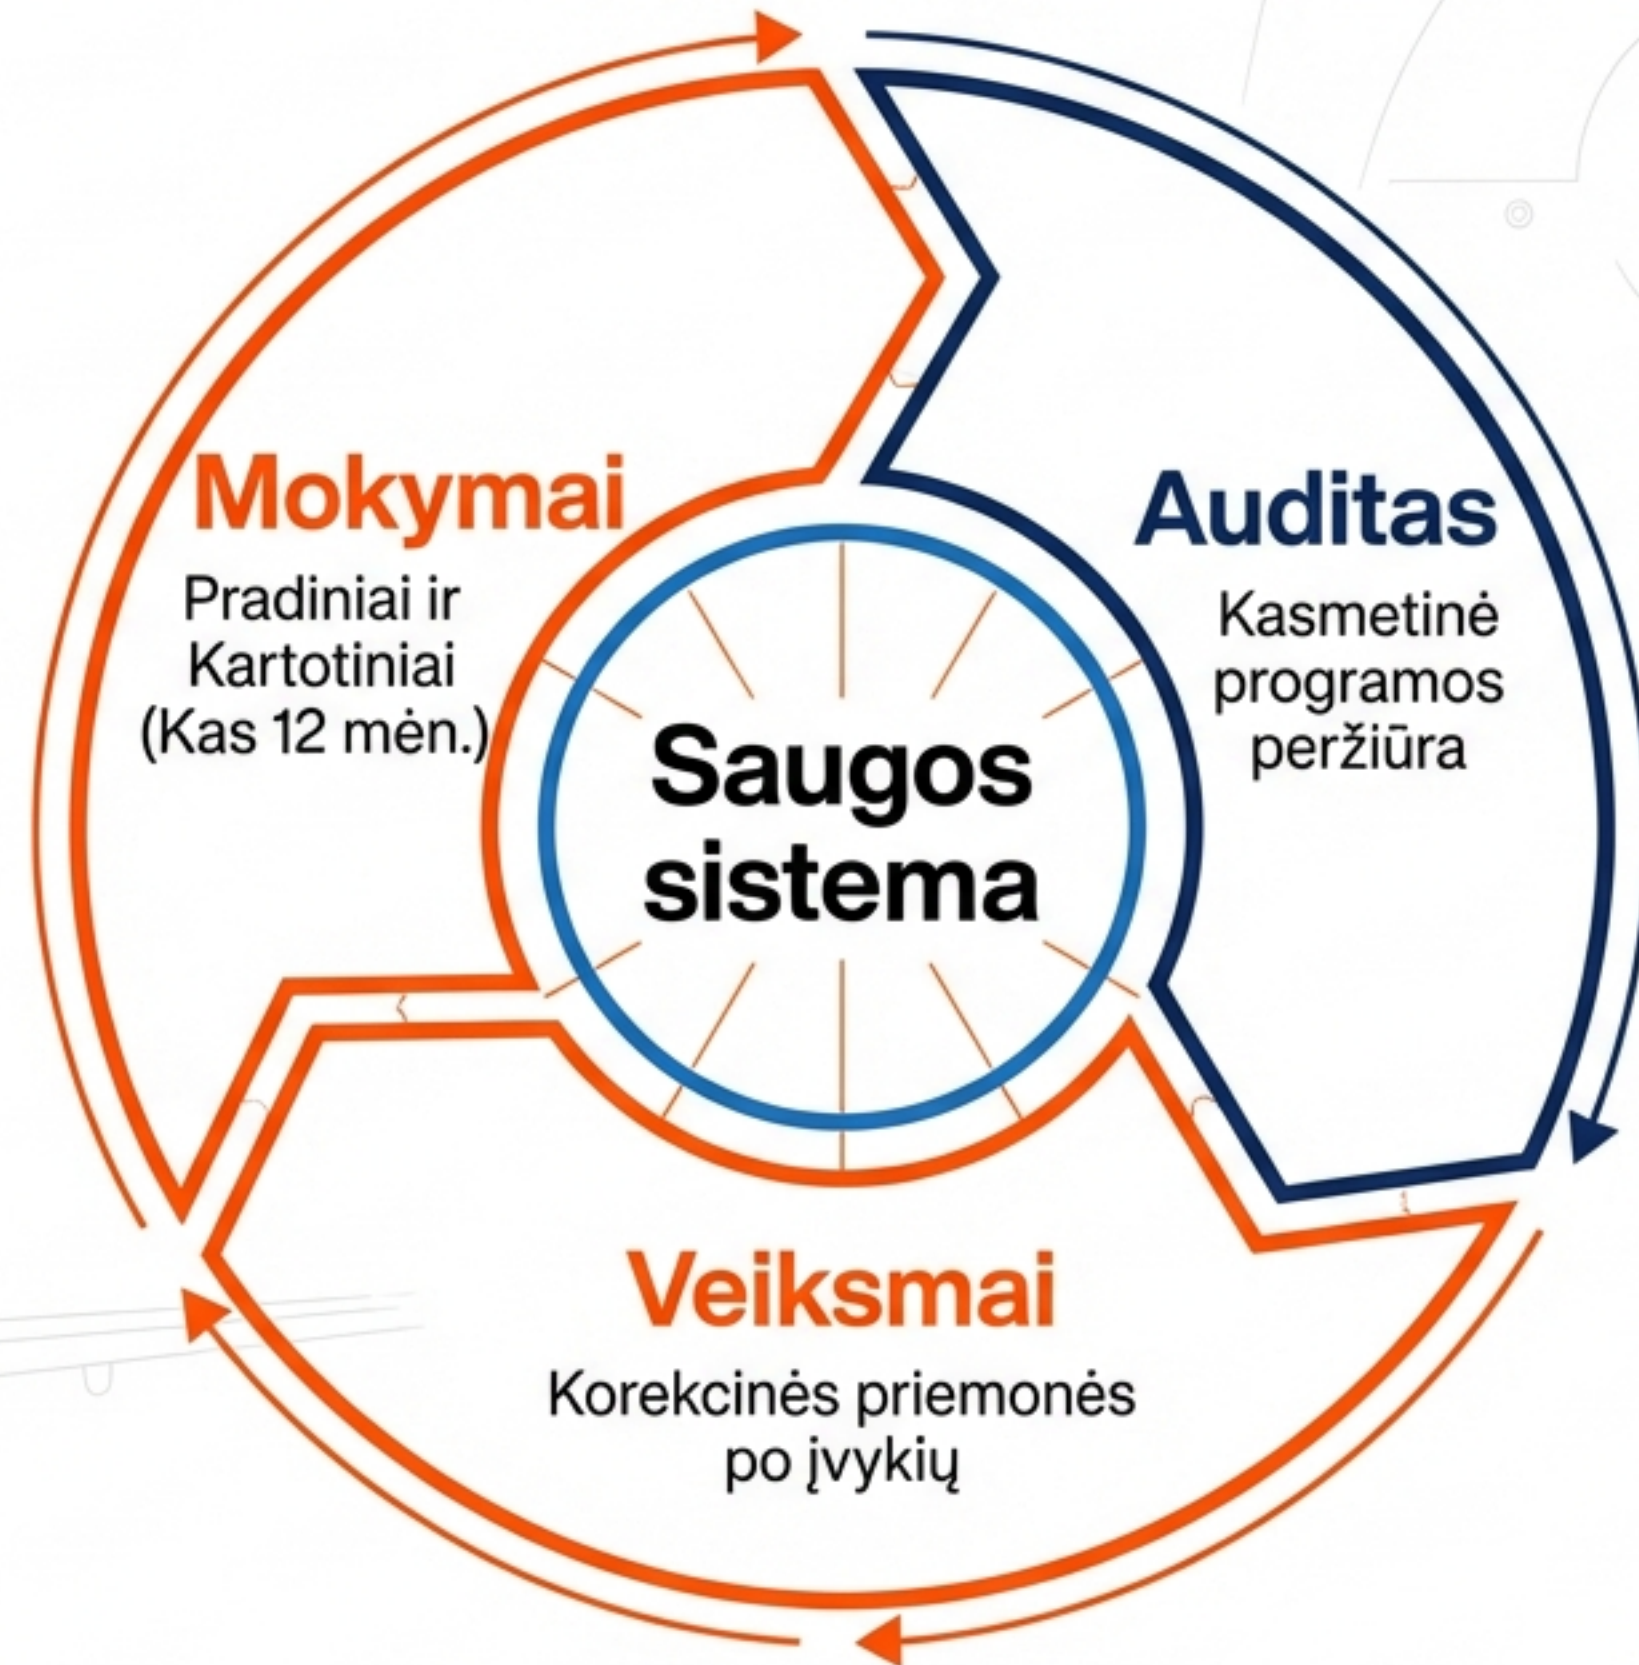 Mokymai
Pradiniai ir
Kartotiniai
(Kas 12 mėn.)
Auditas
Kasmetinė
programos
peržiūra
Saugos
sistema
Veiksmai
Korekcinės priemonės
po įvykių